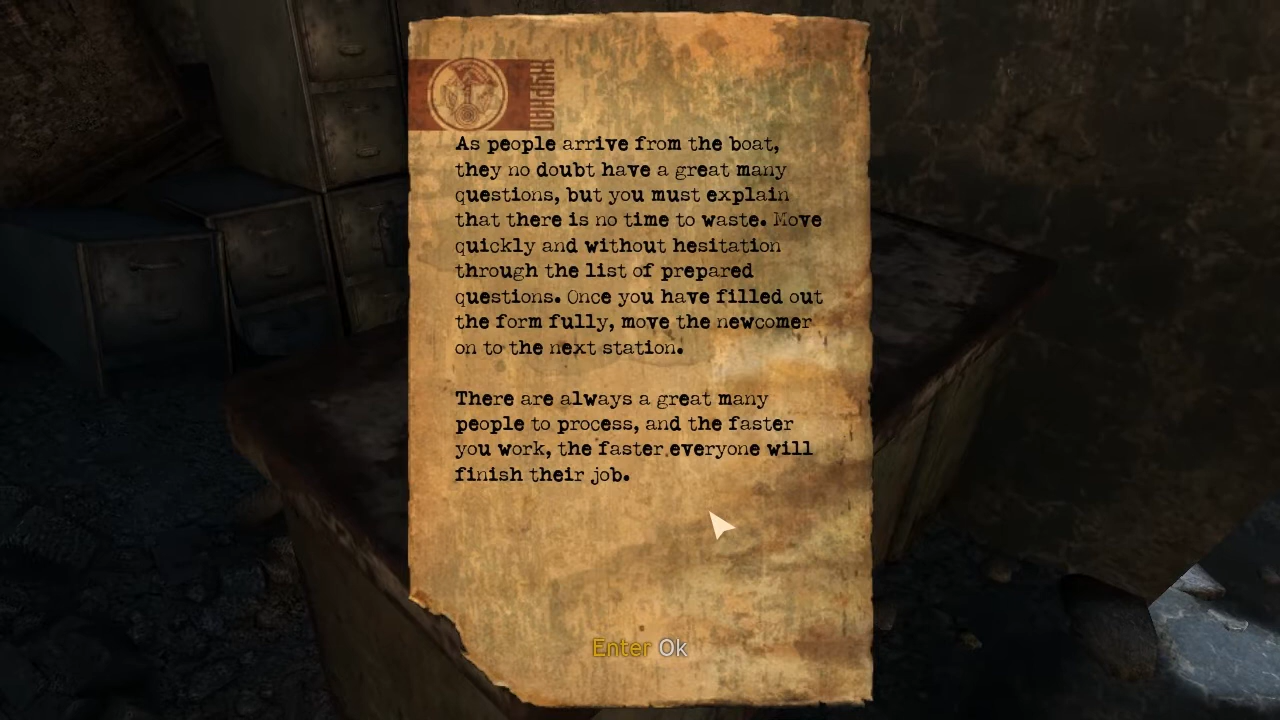 As people arrive from the boat,
they no doubt have a great many
questions, but you must explain
that there is no time to waste. Move
quickly and without hesitation
through the list of prepared
questions. Once you have filled out
the form fully, move the newcomer
on to the next station.
There are always a great many
people to process, and the faster
you work, the faster everyone will
finish their job.
Enter Ok